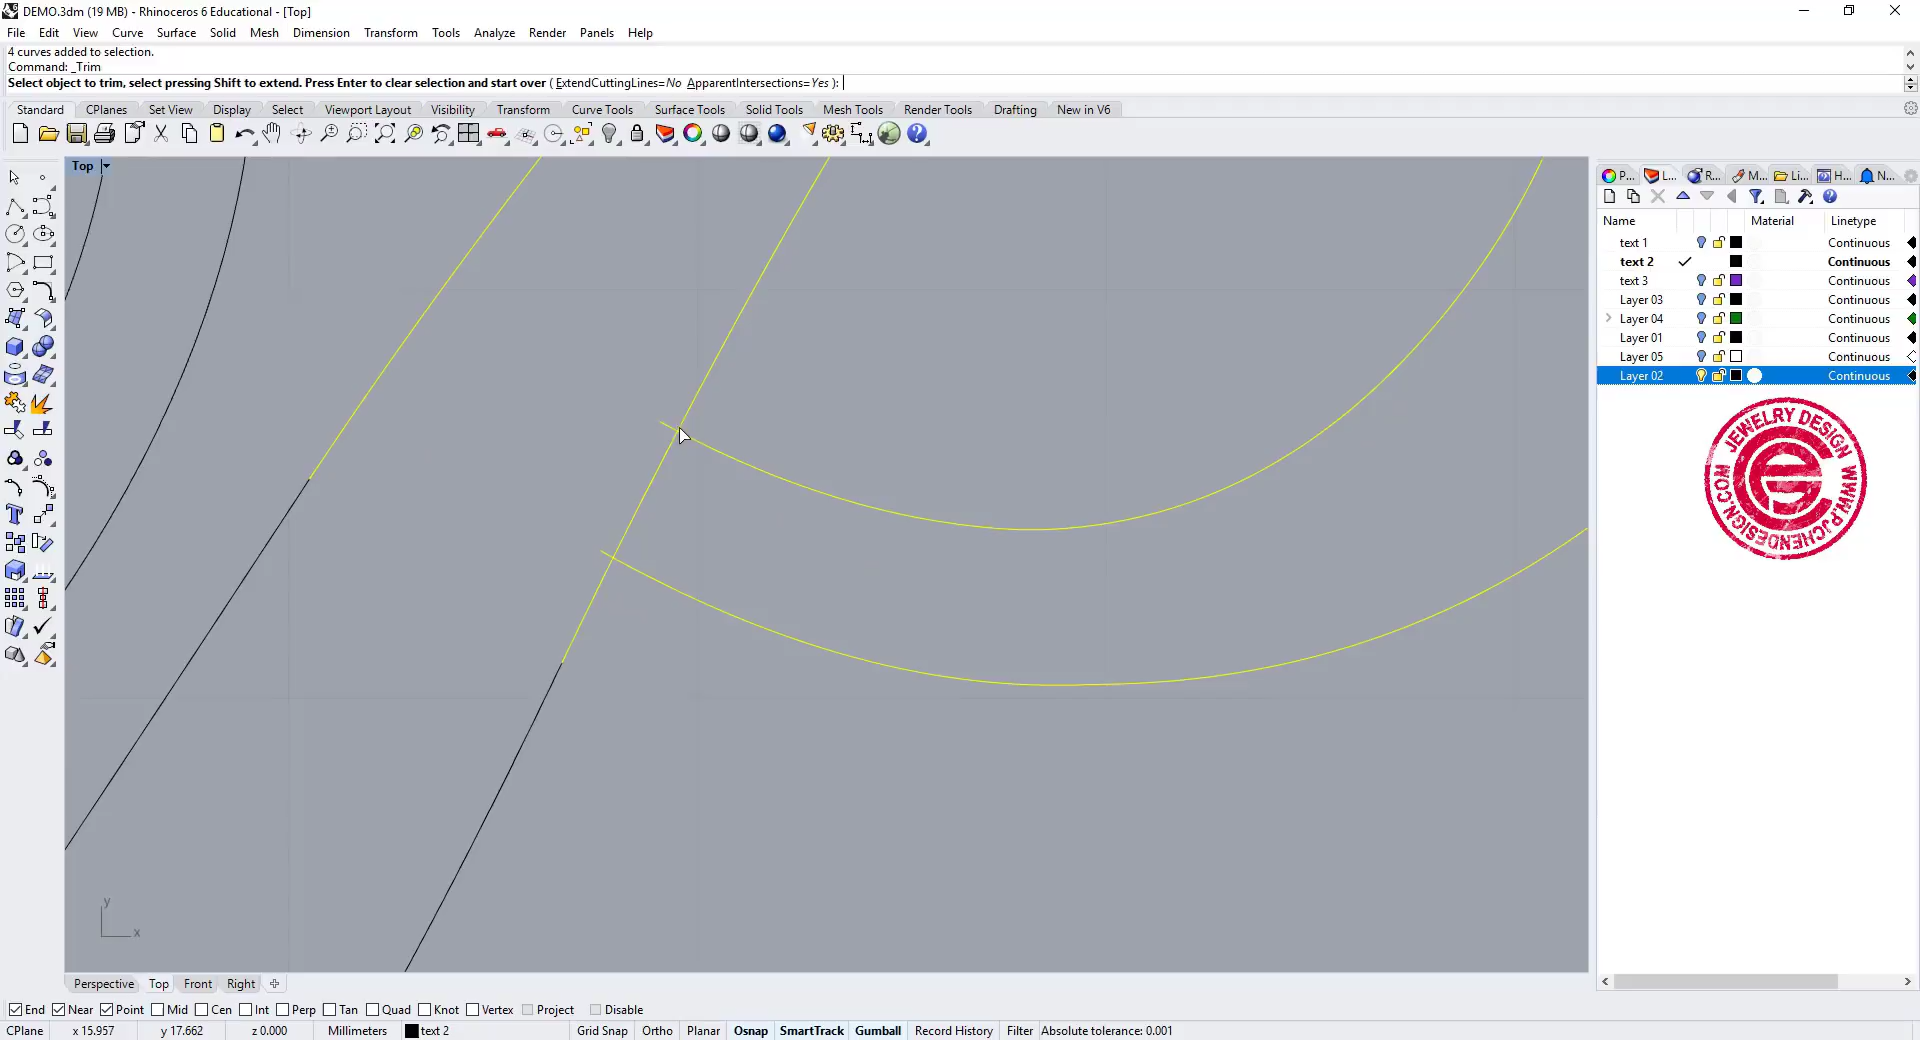 DEMO.3dm (19 MB) - Rhinoceros 6 Educational - [Top]
File Edit View Curve Surface Solid Mesh Dimension Transform Tools Analyze Render Panels Help
4 curves added to selection.
Command: _Trim
Select object to trim, select pressing Shift to extend. Press Enter to clear selection and start over ( ExtendCuttingLines=No ApparentIntersections=Yes ):
Standard CPlanes Set View Display Select Viewport Layout Visibility Transform Curve Tools Surface Tools Solid Tools Mesh Tools Render Tools Drafting New in V6
Top
P... L... R... M... Li... H... N...
Name Material Linetype
text 1 Continuous
text 2 Continuous
text 3 Continuous
Layer 03 Continuous
Layer 04 Continuous
Layer 01 Continuous
Layer 05 Continuous
Layer 02 Continuous
JEWELRY DESIGN
WWW.PJCHENDESIGN.COM
y
x
Perspective Top Front Right
End Near Point Mid Cen Int Perp Tan Quad Knot Vertex Project Disable
CPlane x 15.957 y 17.662 z 0.000 Millimeters text 2 Grid Snap Ortho Planar Osnap SmartTrack Gumball Record History Filter Absolute tolerance: 0.001